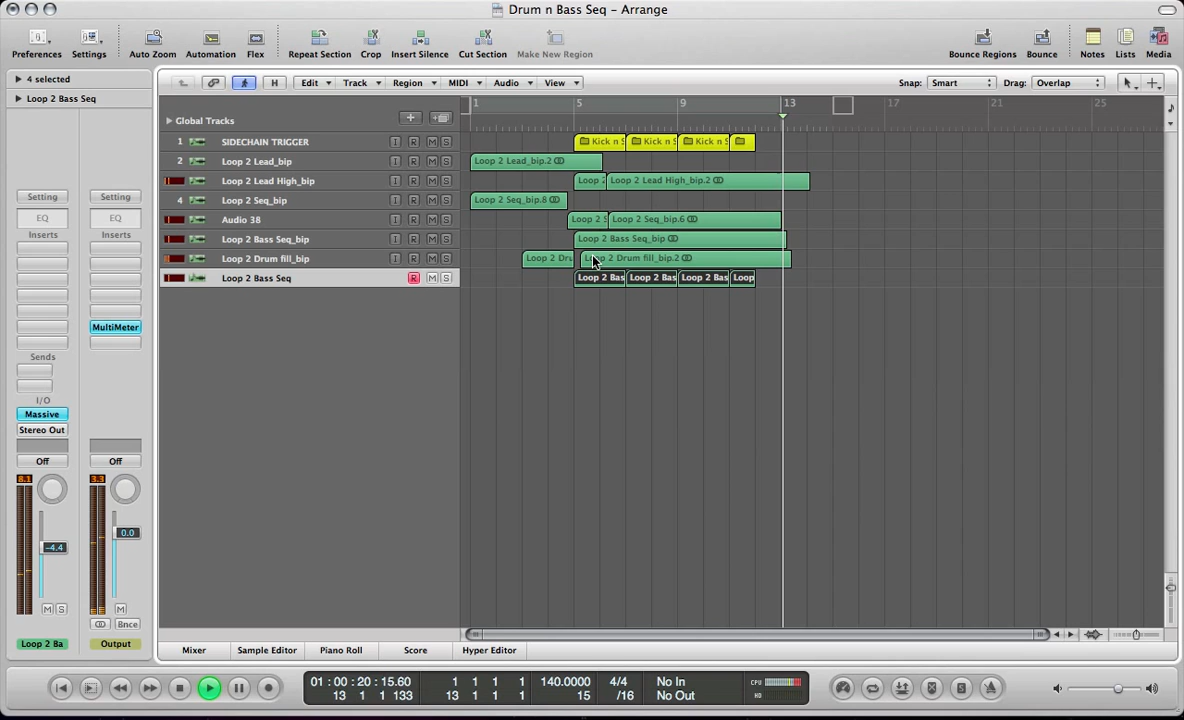 Drum n Bass Seq – Arrange
Preferences Settings Auto Zoom Automation Flex Repeat Section Crop Insert Silence Cut Section Make New Region Bounce Regions Bounce Notes Lists Media
4 selected
H Edit Track Region MIDI Audio View Snap: Smart Drag: Overlap
Loop 2 Bass Seq
1 5 9 13 17 21 25
Global Tracks
1 SIDECHAIN TRIGGER I R M S Kick n S Kick n S Kick n S
2 Loop 2 Lead_bip I R M S Loop 2 Lead_bip.2
Loop 2 Lead High_bip I R M S Loop 2 Loop 2 Lead High_bip.2
4 Loop 2 Seq_bip I R M S Loop 2 Seq_bip.8
Audio 38 I R M S Loop 2 S Loop 2 Seq_bip.6
Loop 2 Bass Seq_bip I R M S Loop 2 Bass Seq_bip
Loop 2 Drum fill_bip I R M S Loop 2 Dru Loop 2 Drum fill_bip.2
Loop 2 Bass Seq R M S Loop 2 Bas Loop 2 Bas Loop 2 Bas Loop
Setting Setting
EQ EQ
Inserts Inserts
MultiMeter
Sends
I/O
Massive
Stereo Out
Off Off
8.1 3.3
0.0
-4.4
M S M
Bnce
Loop 2 Ba Output
Mixer Sample Editor Piano Roll Score Hyper Editor
01 : 00 : 20 : 15.60 1 1 1 1 140.0000 4/4 No In CPU
13 1 1 133 13 1 1 1 15 /16 No Out HD
S